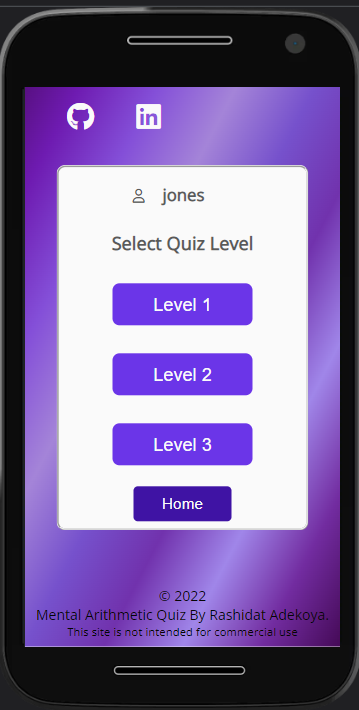 in
jones
Select Quiz Level
Level 1
Level 2
Level 3
Home
© 2022
Mental Arithmetic Quiz By Rashidat Adekoya.
This site is not intended for commercial use